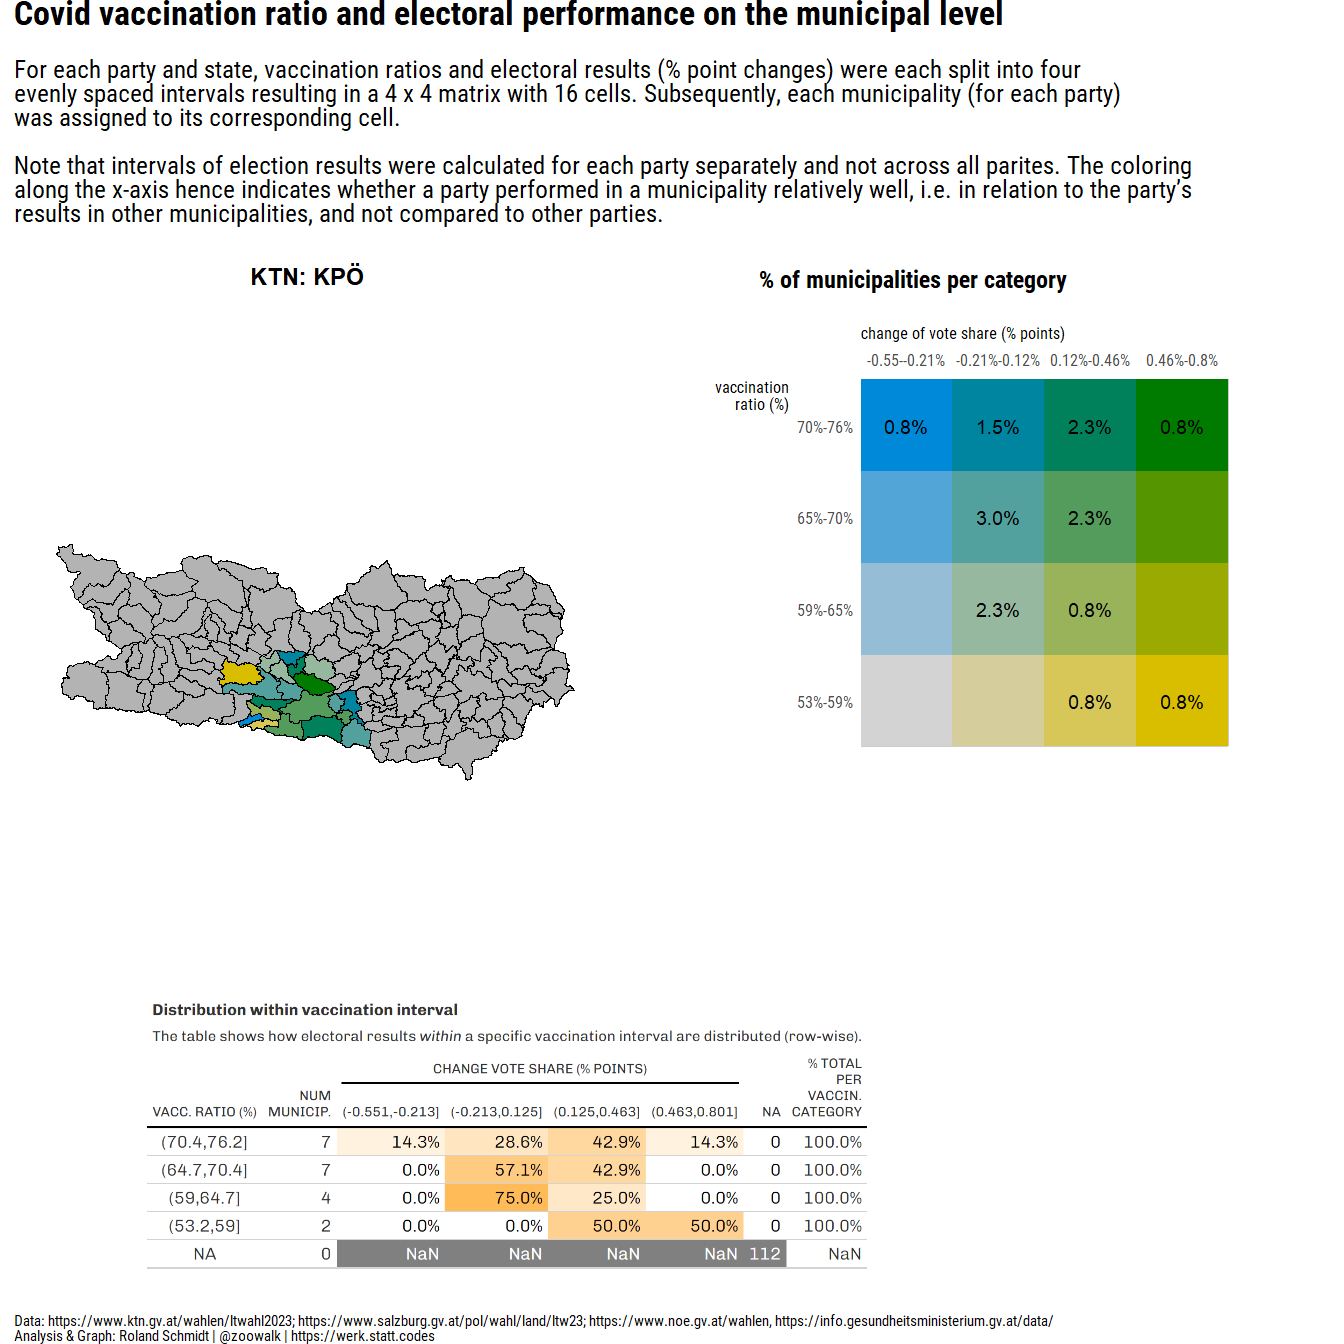 Covid vaccination ratio and electoral performance on the municipal level
For each party and state, vaccination ratios and electoral results (% point changes) were each split into four
evenly spaced intervals resulting in a 4 x 4 matrix with 16 cells. Subsequently, each municipality (for each party)
was assigned to its corresponding cell.
Note that intervals of election results were calculated for each party separately and not across all parites. The coloring
along the x-axis hence indicates whether a party performed in a municipality relatively well, i.e. in relation to the party's
results in other municipalities, and not compared to other parties.
KTN: KPÖ
% of municipalities per category
change of vote share (% points)
-0.55--0.21% -0.21%-0.12% 0.12%-0.46% 0.46%-0.8%
vaccination
ratio (%)
70%-76% 0.8% 1.5% 2.3% 0.8%
65%-70% 3.0% 2.3%
59%-65% 2.3% 0.8%
53%-59% 0.8% 0.8%
Distribution within vaccination interval
The table shows how electoral results within a specific vaccination interval are distributed (row-wise).
CHANGE VOTE SHARE (% POINTS)
% TOTAL
PER
VACCIN.
CATEGORY
NUM
MUNICIP.
VACC. RATIO (%) (-0.551,-0.213] (-0.213,0.125] (0.125,0.463] (0.463,0.801] NA
(70.4,76.2] 7 14.3% 28.6% 42.9% 14.3% 0 100.0%
(64.7,70.4] 7 0.0% 57.1% 42.9% 0.0% 0 100.0%
(59,64.7] 4 0.0% 75.0% 25.0% 0.0% 0 100.0%
(53.2,59] 2 0.0% 0.0% 50.0% 50.0% 0 100.0%
NA 0 NaN NaN NaN NaN 112 NaN
Data: https://www.ktn.gv.at/wahlen/ltwahl2023; https://www.salzburg.gv.at/pol/wahl/land/ltw23; https://www.noe.gv.at/wahlen, https://info.gesundheitsministerium.gv.at/data/
Analysis & Graph: Roland Schmidt | @zoowalk | https://werk.statt.codes